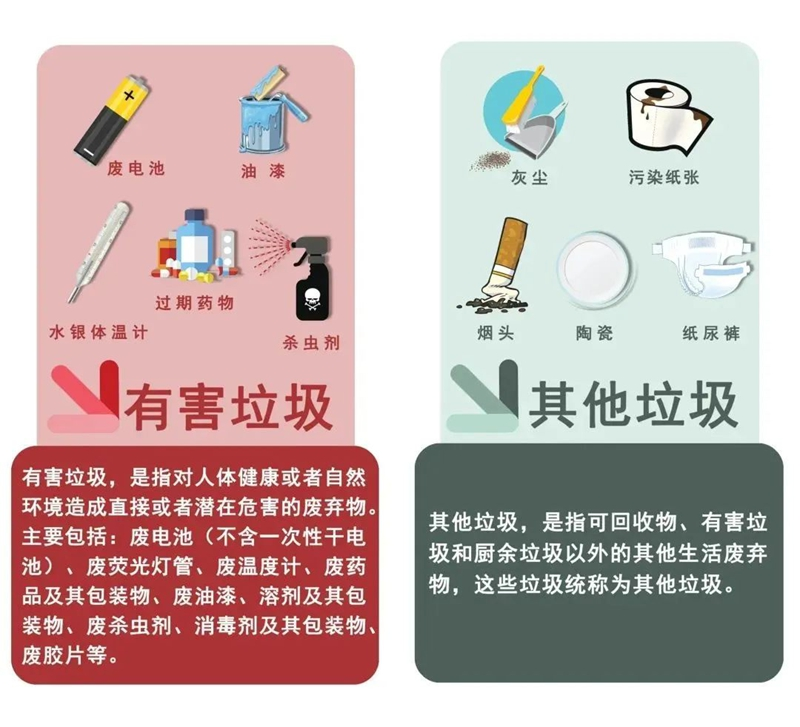 废电池
油漆
水银体温计
过期药物
杀虫剂
有害垃圾
有害垃圾，是指对人体健康或者自然
环境造成直接或者潜在危害的废弃物。
主要包括：废电池（不含一次性干电
池）、废荧光灯管、废温度计、废药
品及其包装物、废油漆、溶剂及其包
装物、废杀虫剂、消毒剂及其包装物、
废胶片等。
灰尘
污染纸张
烟头
陶瓷
纸尿裤
其他垃圾
其他垃圾，是指可回收物、有害垃
圾和厨余垃圾以外的其他生活废弃
物，这些垃圾统称为其他垃圾。